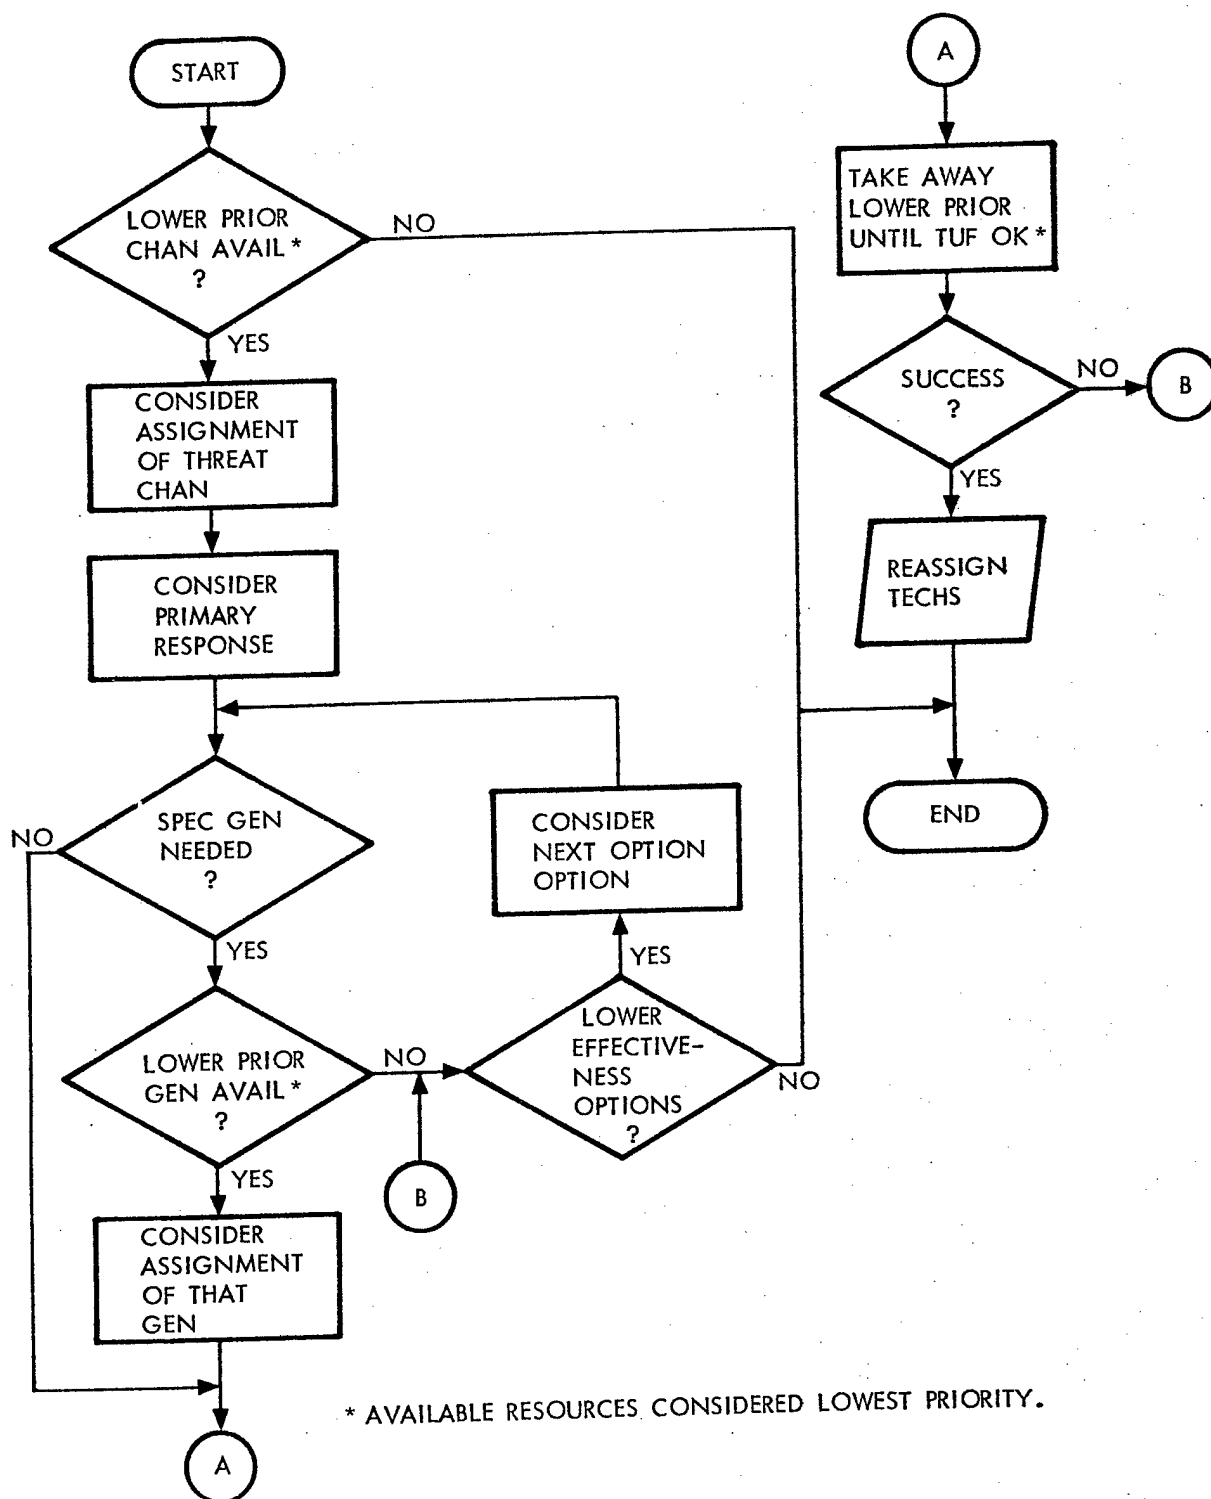 START
LOWER PRIOR
CHAN AVAIL*
?
NO
YES
CONSIDER
ASSIGNMENT
OF THREAT
CHAN
CONSIDER
PRIMARY
RESPONSE
SPEC GEN
NEEDED
?
NO
YES
LOWER PRIOR
GEN AVAIL*
?
NO
YES
CONSIDER
ASSIGNMENT
OF THAT
GEN
A
B
LOWER
EFFECTIVE-
NESS
OPTIONS
?
YES
NO
CONSIDER
NEXT OPTION
OPTION
A
TAKE AWAY
LOWER PRIOR
UNTIL TUF OK*
SUCCESS
?
NO
B
YES
REASSIGN
TECHS
END
* AVAILABLE RESOURCES CONSIDERED LOWEST PRIORITY.